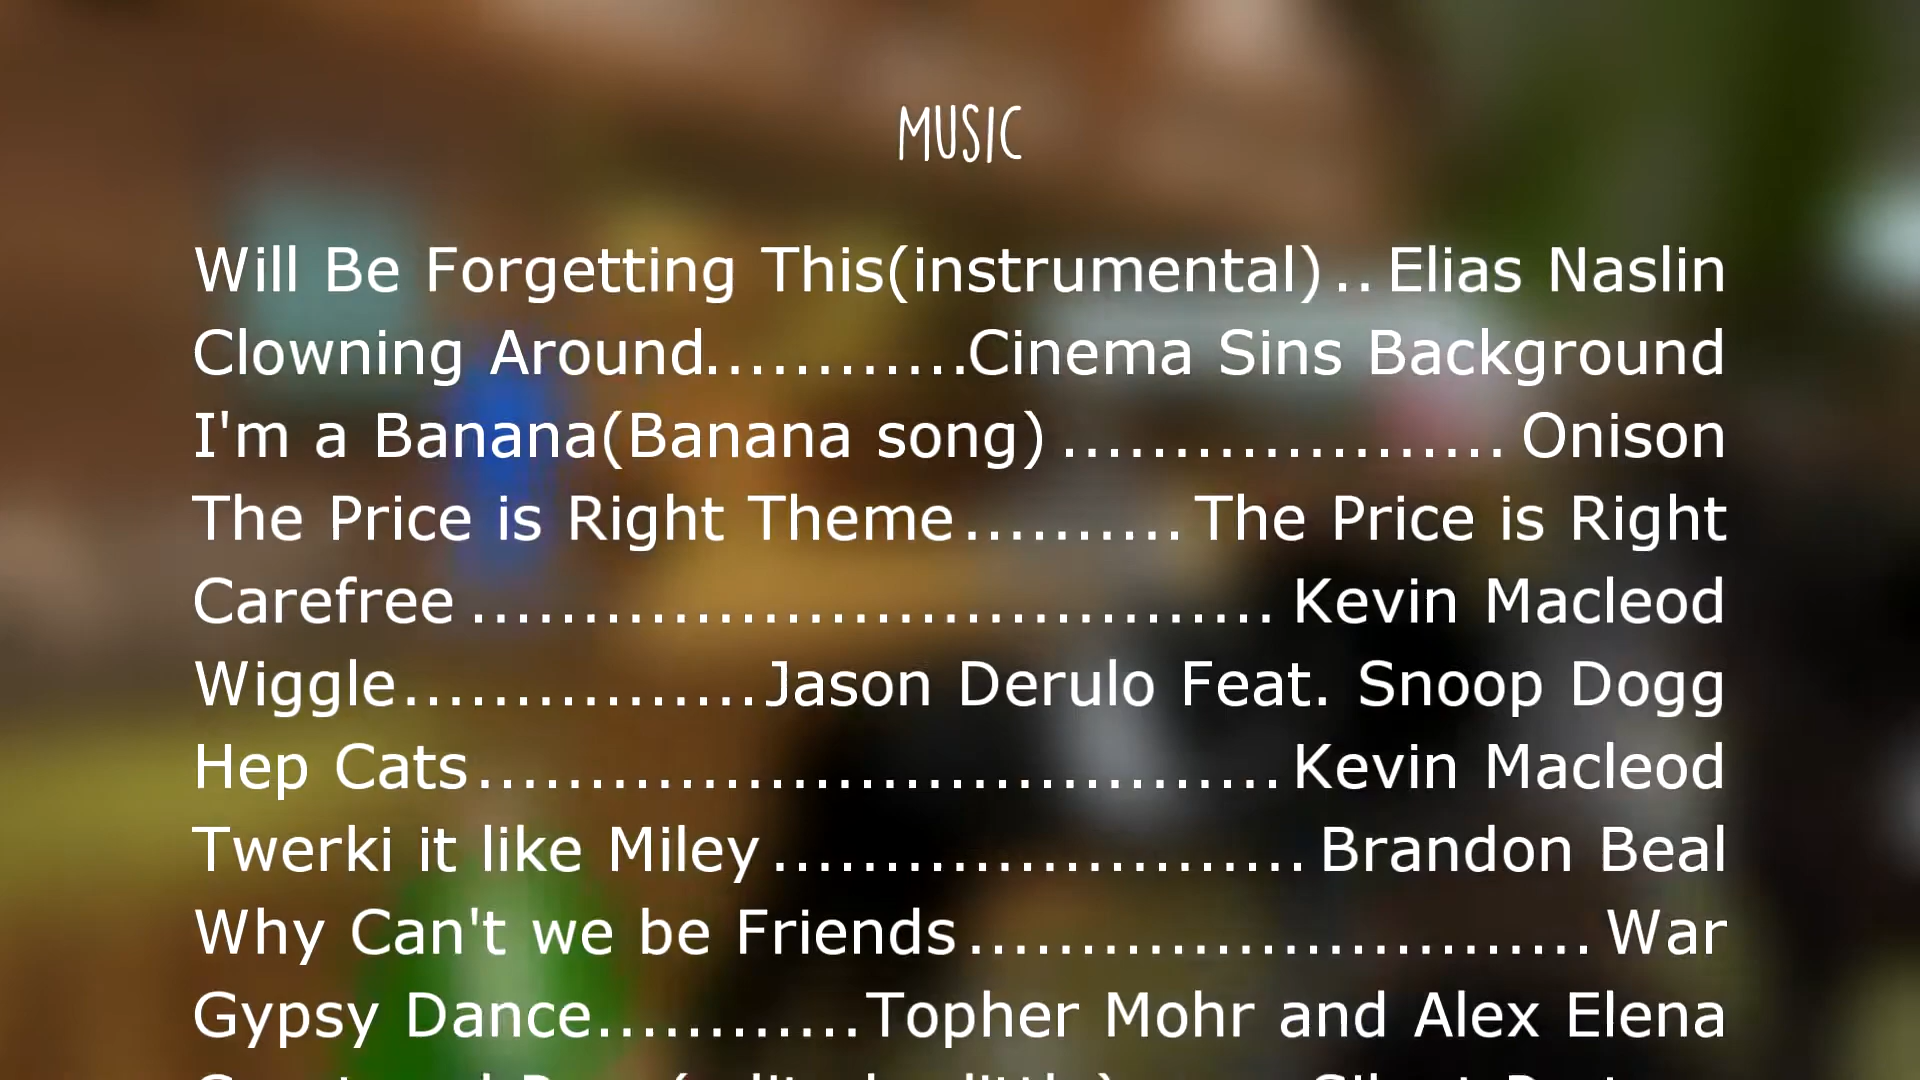 MUSIC
Will Be Forgetting This(instrumental)..Elias Naslin
Clowning Around............Cinema Sins Background
I'm a Banana(Banana song)...................Onison
The Price is Right Theme..........The Price is Right
Carefree..................................Kevin Macleod
Wiggle...............Jason Derulo Feat. Snoop Dogg
Hep Cats..................................Kevin Macleod
Twerki it like Miley.......................Brandon Beal
Why Can't we be Friends...........................War
Gypsy Dance............Topher Mohr and Alex Elena